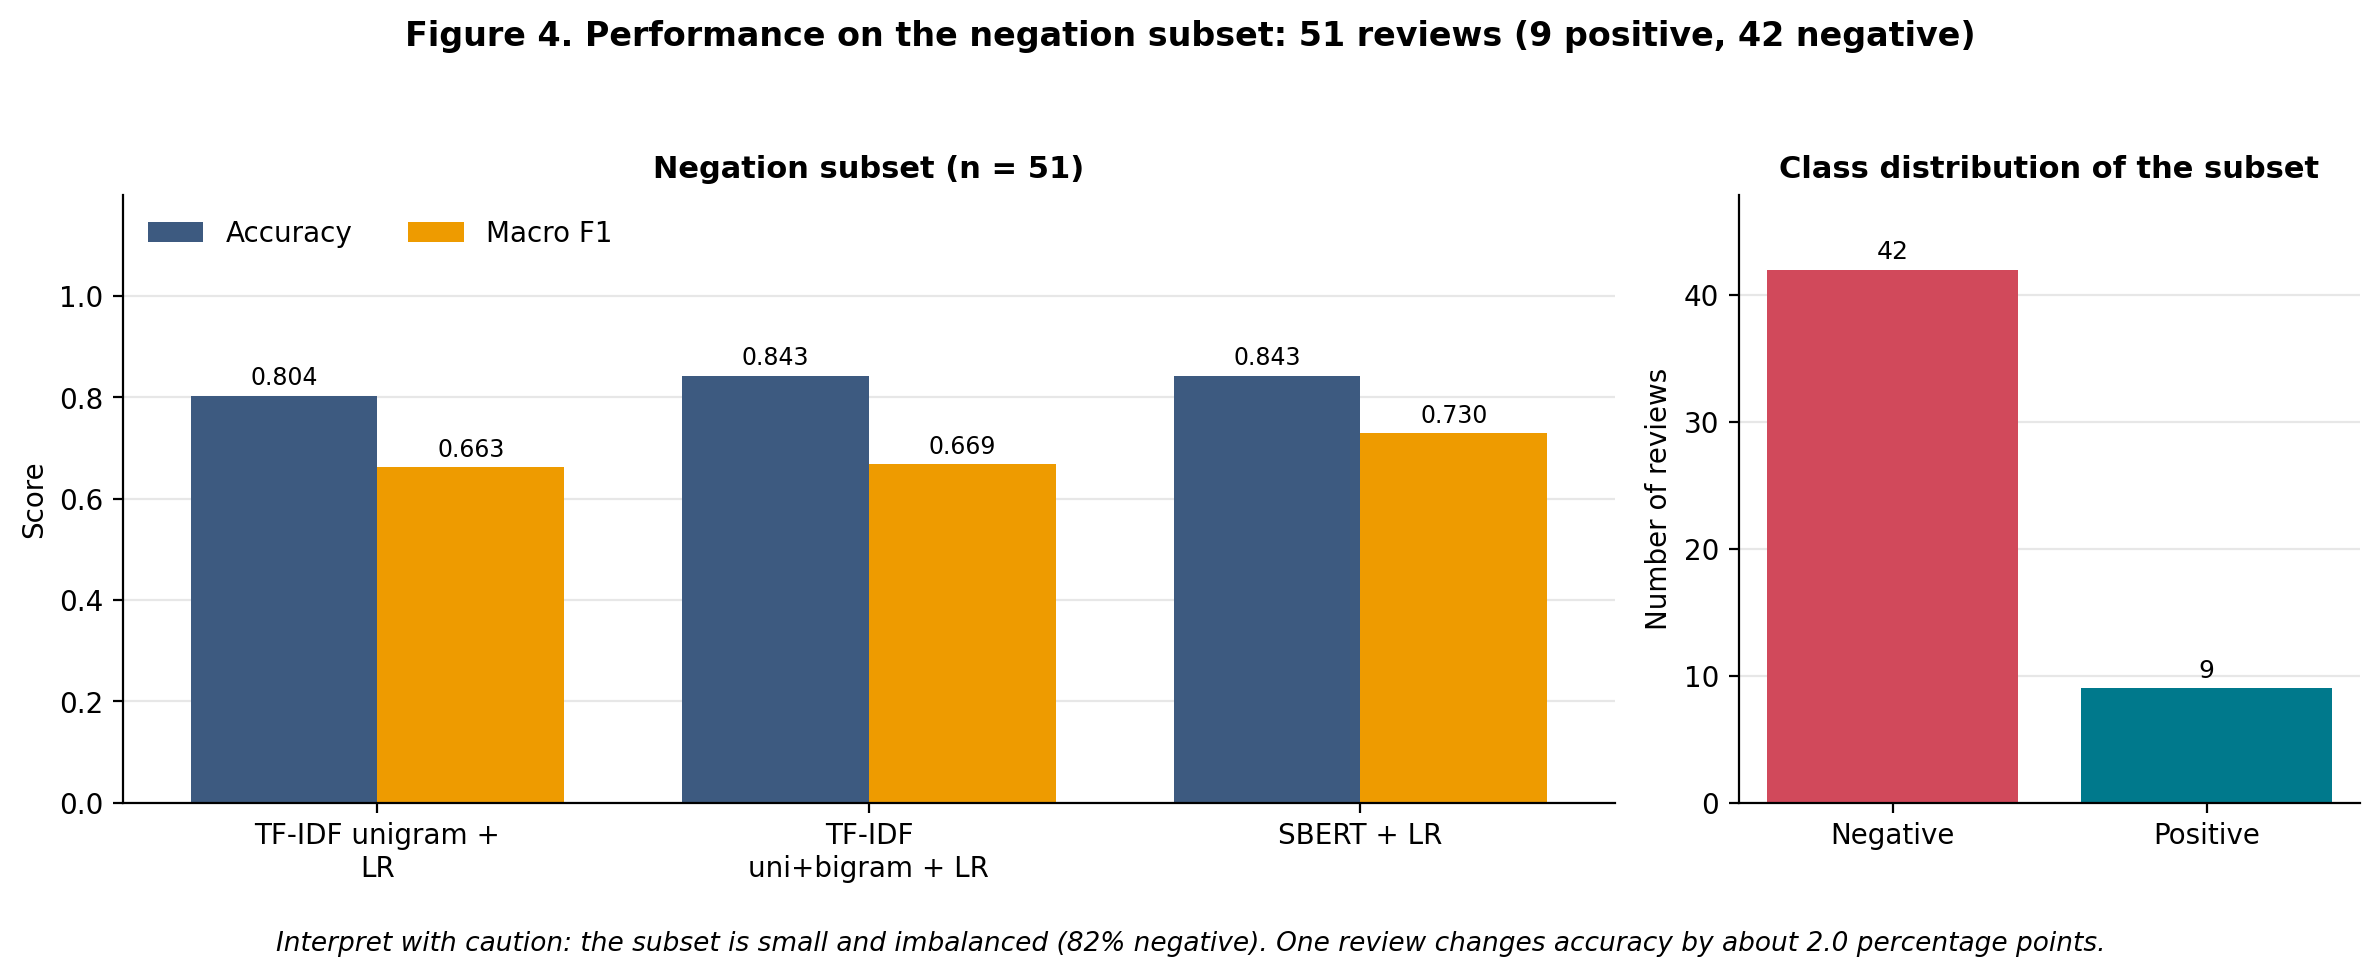 Figure 4. Performance on the negation subset: 51 reviews (9 positive, 42 negative)
Negation subset (n = 51)
Accuracy
Macro F1
Score
1.0
0.8
0.6
0.4
0.2
0.0
0.804
0.663
0.843
0.669
0.843
0.730
TF-IDF unigram +
LR
TF-IDF
uni+bigram + LR
SBERT + LR
Class distribution of the subset
Number of reviews
40
30
20
10
0
42
9
Negative
Positive
Interpret with caution: the subset is small and imbalanced (82% negative). One review changes accuracy by about 2.0 percentage points.